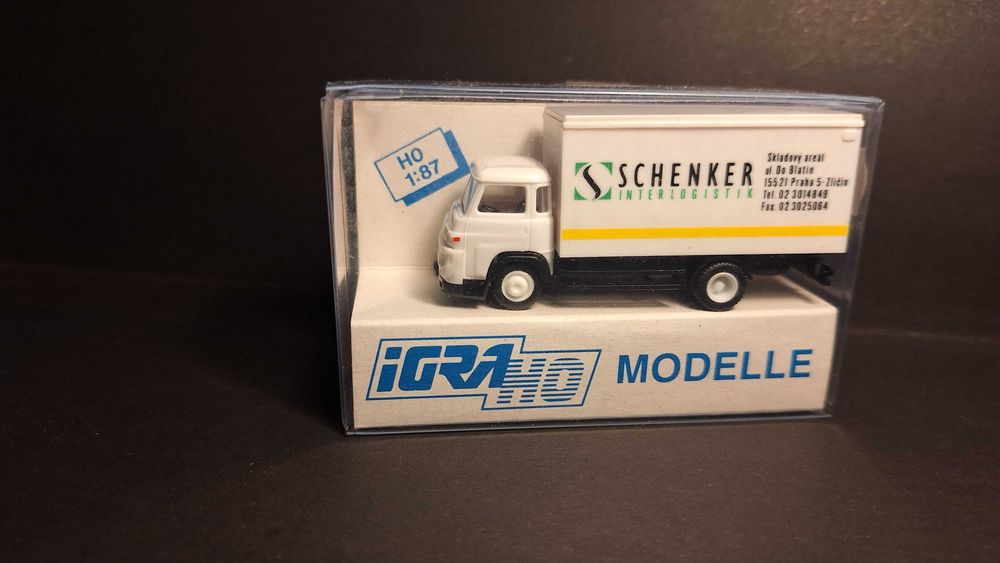 HO
1:87
SCHENKER
INTERLOGISTIK
Skladový areál
ul. Do Blatin
155 21 Praha 5-Zličín
Tel. 02 3014849
Fax. 02 3025064
iGRA HO MODELLE